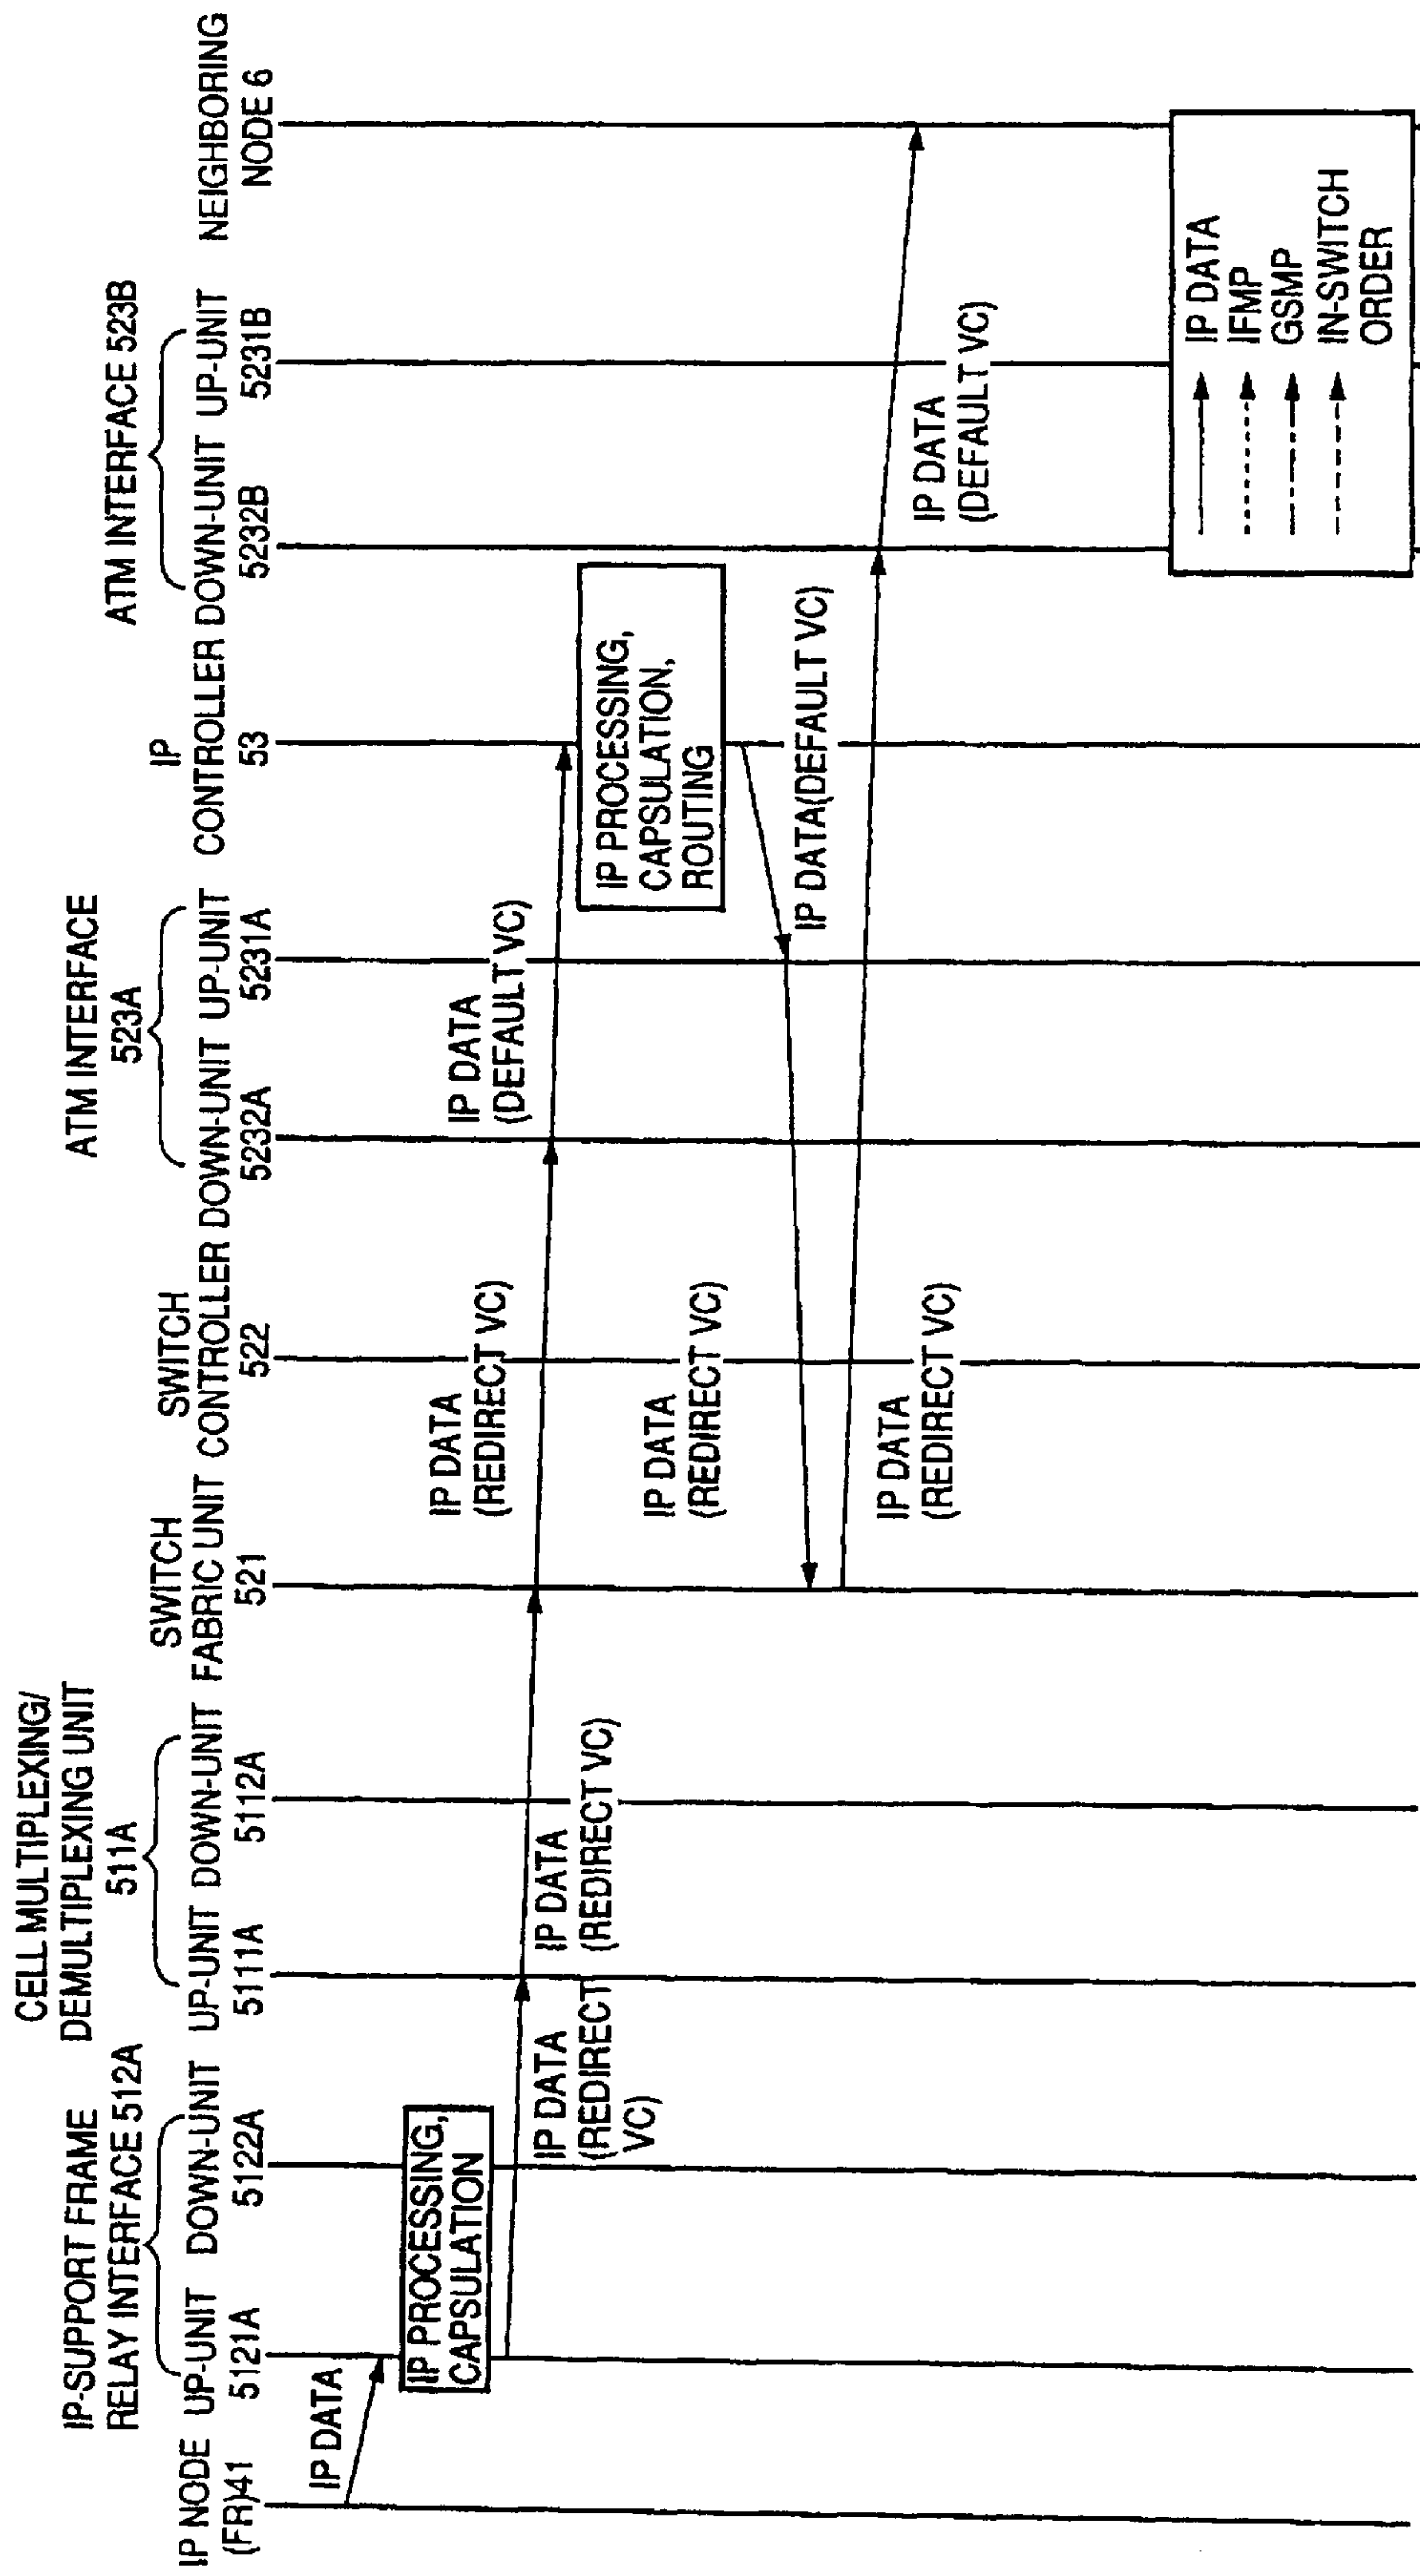 IP-SUPPORT FRAME
RELAY INTERFACE 512A
CELL MULTIPLEXING/
DEMULTIPLEXING UNIT
511A
ATM INTERFACE
523A
ATM INTERFACE 523B
IP NODE
(FR)41
UP-UNIT
5121A
DOWN-UNIT
5122A
UP-UNIT
5111A
DOWN-UNIT
5112A
SWITCH
FABRIC UNIT
521
SWITCH
CONTROLLER
522
DOWN-UNIT
5232A
UP-UNIT
5231A
IP
CONTROLLER
53
DOWN-UNIT
5232B
UP-UNIT
5231B
NEIGHBORING
NODE 6
IP DATA
IP PROCESSING,
CAPSULATION
IP DATA
(REDIRECT
VC)
IP DATA
(REDIRECT VC)
IP DATA
(REDIRECT VC)
IP DATA
(DEFAULT VC)
IP PROCESSING,
CAPSULATION,
ROUTING
IP DATA(DEFAULT VC)
IP DATA
(REDIRECT VC)
IP DATA
(REDIRECT VC)
IP DATA
(DEFAULT VC)
IP DATA
IFMP
GSMP
IN-SWITCH
ORDER